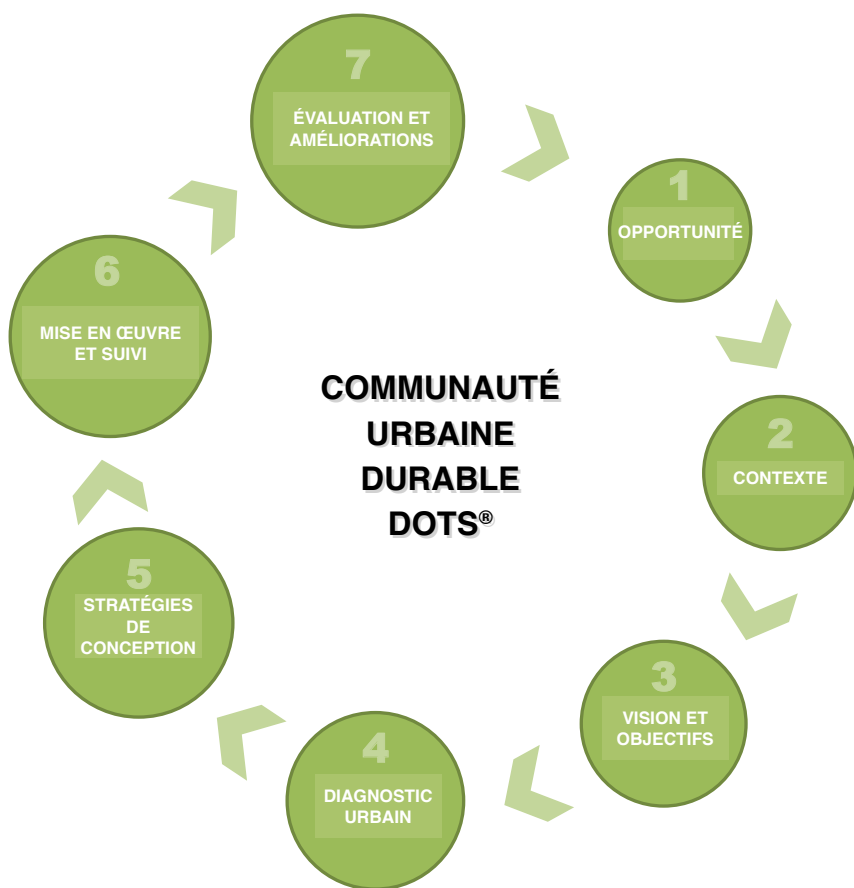 COMMUNAUTÉ
URBAINE
DURABLE
DOTS®
1
OPPORTUNITÉ
2
CONTEXTE
3
VISION ET
OBJECTIFS
4
DIAGNOSTIC
URBAIN
5
STRATÉGIES
DE
CONCEPTION
6
MISE EN ŒUVRE
ET SUIVI
7
ÉVALUATION ET
AMÉLIORATIONS